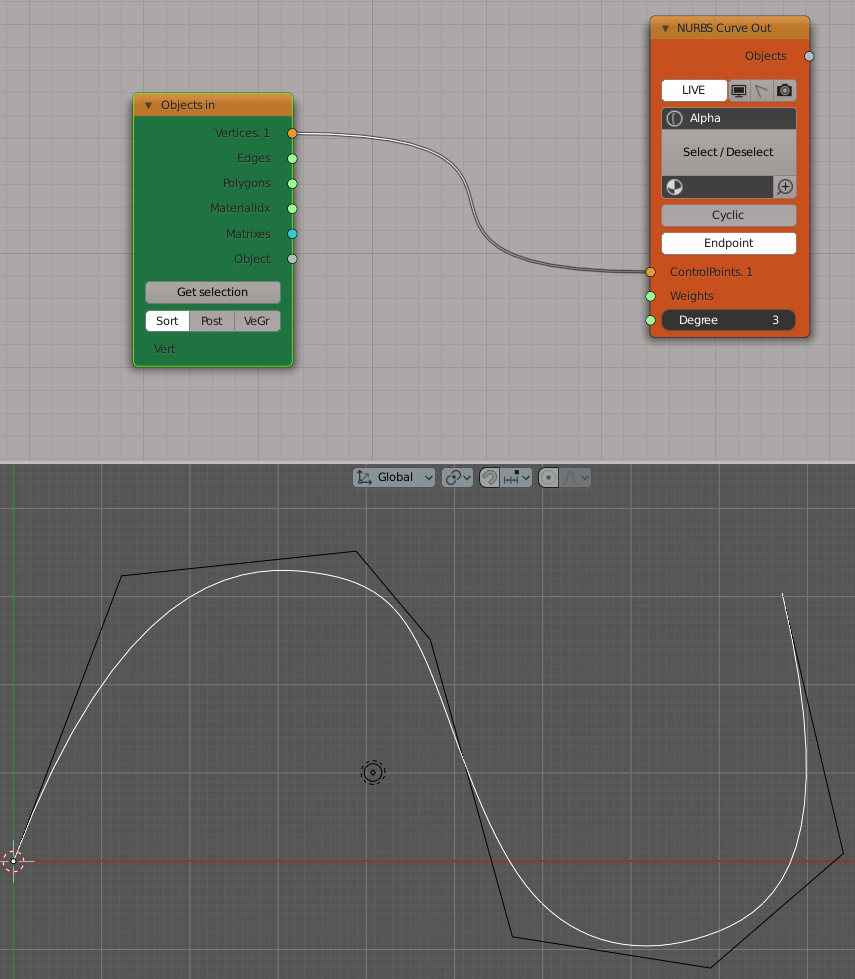 NURBS Curve Out
Objects
LIVE
Alpha
Select / Deselect
Cyclic
Endpoint
ControlPoints. 1
Weights
Degree 3
Objects in
Vertices. 1
Edges
Polygons
MaterialIdx
Matrixes
Object
Get selection
Sort Post VeGr
Vert
Global